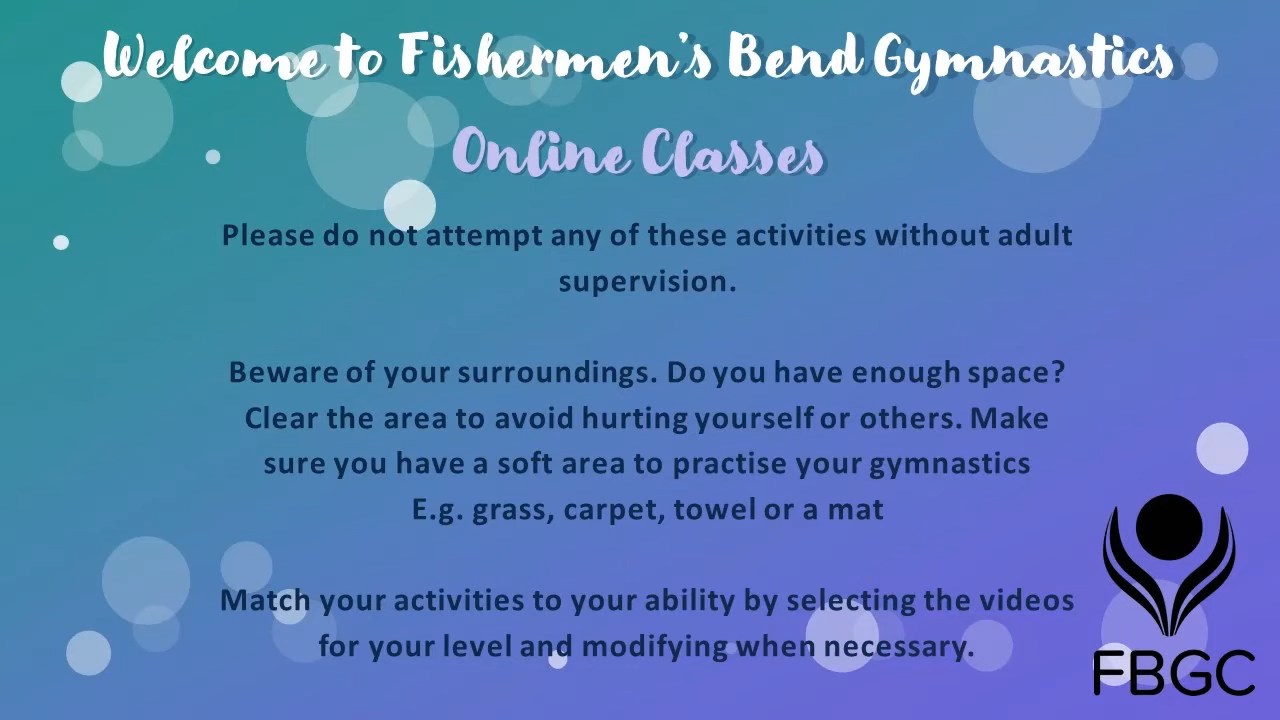 Welcome to Fishermen's Bend Gymnastics
Online Classes
Please do not attempt any of these activities without adult
supervision.
Beware of your surroundings. Do you have enough space?
Clear the area to avoid hurting yourself or others. Make
sure you have a soft area to practise your gymnastics
E.g. grass, carpet, towel or a mat
Match your activities to your ability by selecting the videos
for your level and modifying when necessary.
FBGC